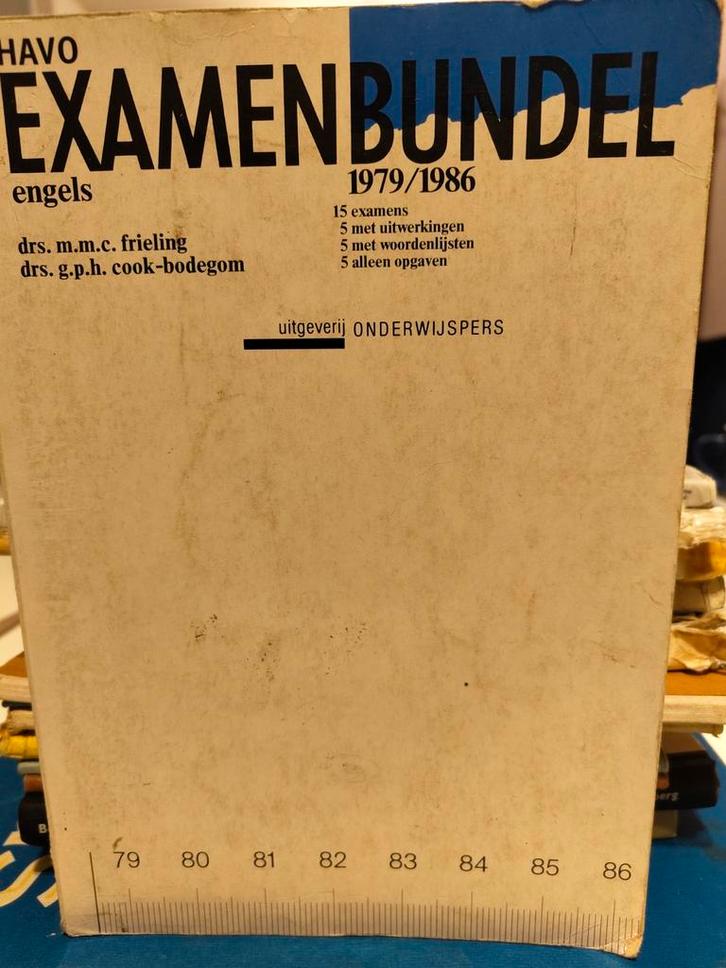 HAVO
EXAMENBUNDEL
engels
1979/1986
15 examens
5 met uitwerkingen
5 met woordenlijsten
5 alleen opgaven
drs. m.m.c. frieling
drs. g.p.h. cook-bodegom
uitgeverij ONDERWIJSPERS
79 80 81 82 83 84 85 86